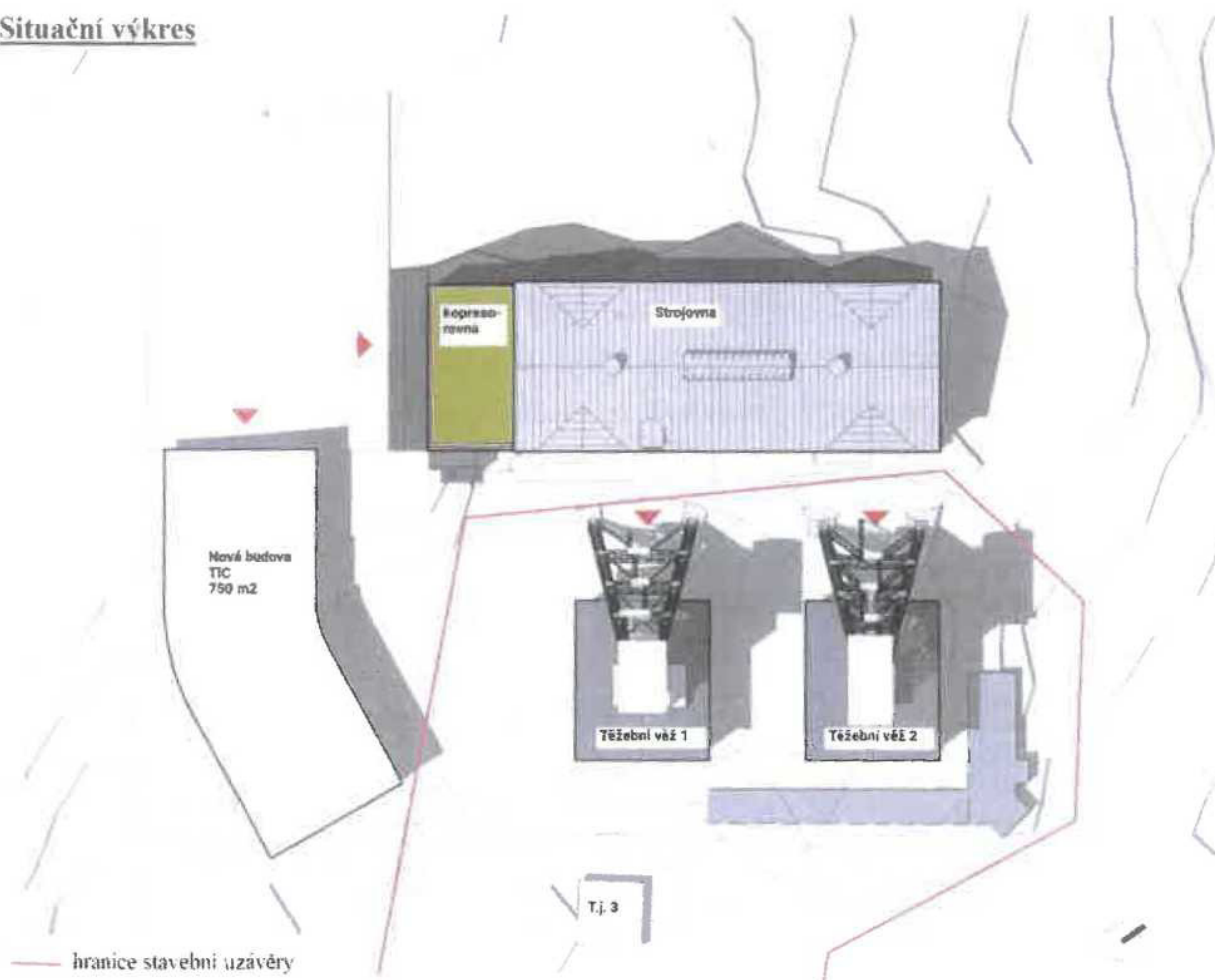 Situační výkres
Kopreso-
rovna
Strojovna
Nová budova
TIC
750 m2
Těžební věž 1
Těžební věž 2
T.j. 3
hranice stavební uzávěry